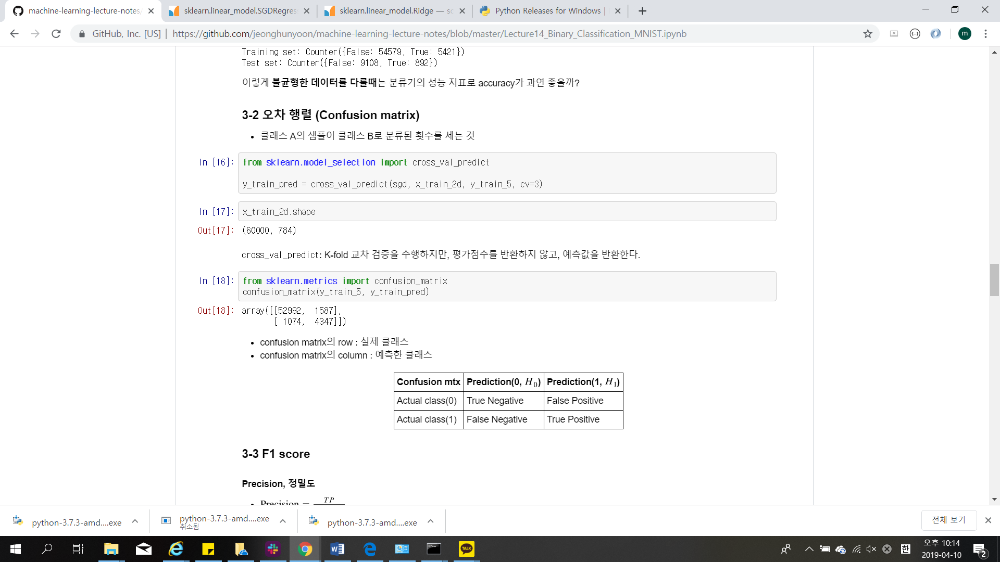 machine-learning-lecture-notes/
sklearn.linear_model.SGDRegres
sklearn.linear_model.Ridge — sc
Python Releases for Windows |
GitHub, Inc. [US] | https://github.com/jeonghunyoon/machine-learning-lecture-notes/blob/master/Lecture14_Binary_Classification_MNIST.ipynb
m
Training set: Counter({False: 54579, True: 5421})
Test set: Counter({False: 9108, True: 892})
이렇게 불균형한 데이터를 다룰때는 분류기의 성능 지표로 accuracy가 과연 좋을까?
3-2 오차 행렬 (Confusion matrix)
• 클래스 A의 샘플이 클래스 B로 분류된 횟수를 세는 것
In [16]: from sklearn.model_selection import cross_val_predict
y_train_pred = cross_val_predict(sgd, x_train_2d, y_train_5, cv=3)
In [17]: x_train_2d.shape
Out[17]: (60000, 784)
cross_val_predict: K-fold 교차 검증을 수행하지만, 평가점수를 반환하지 않고, 예측값을 반환한다.
In [18]: from sklearn.metrics import confusion_matrix
confusion_matrix(y_train_5, y_train_pred)
Out[18]: array([[52992, 1587],
[ 1074, 4347]])
• confusion matrix의 row : 실제 클래스
• confusion matrix의 column : 예측한 클래스
Confusion mtx Prediction(0, H0) Prediction(1, H1)
Actual class(0) True Negative False Positive
Actual class(1) False Negative True Positive
3-3 F1 score
Precision, 정밀도
• Precision = TP
python-3.7.3-amd....exe
python-3.7.3-amd....exe
취소됨
python-3.7.3-amd....exe
전체 보기
TALK
한
오후 10:14
2019-04-10
2